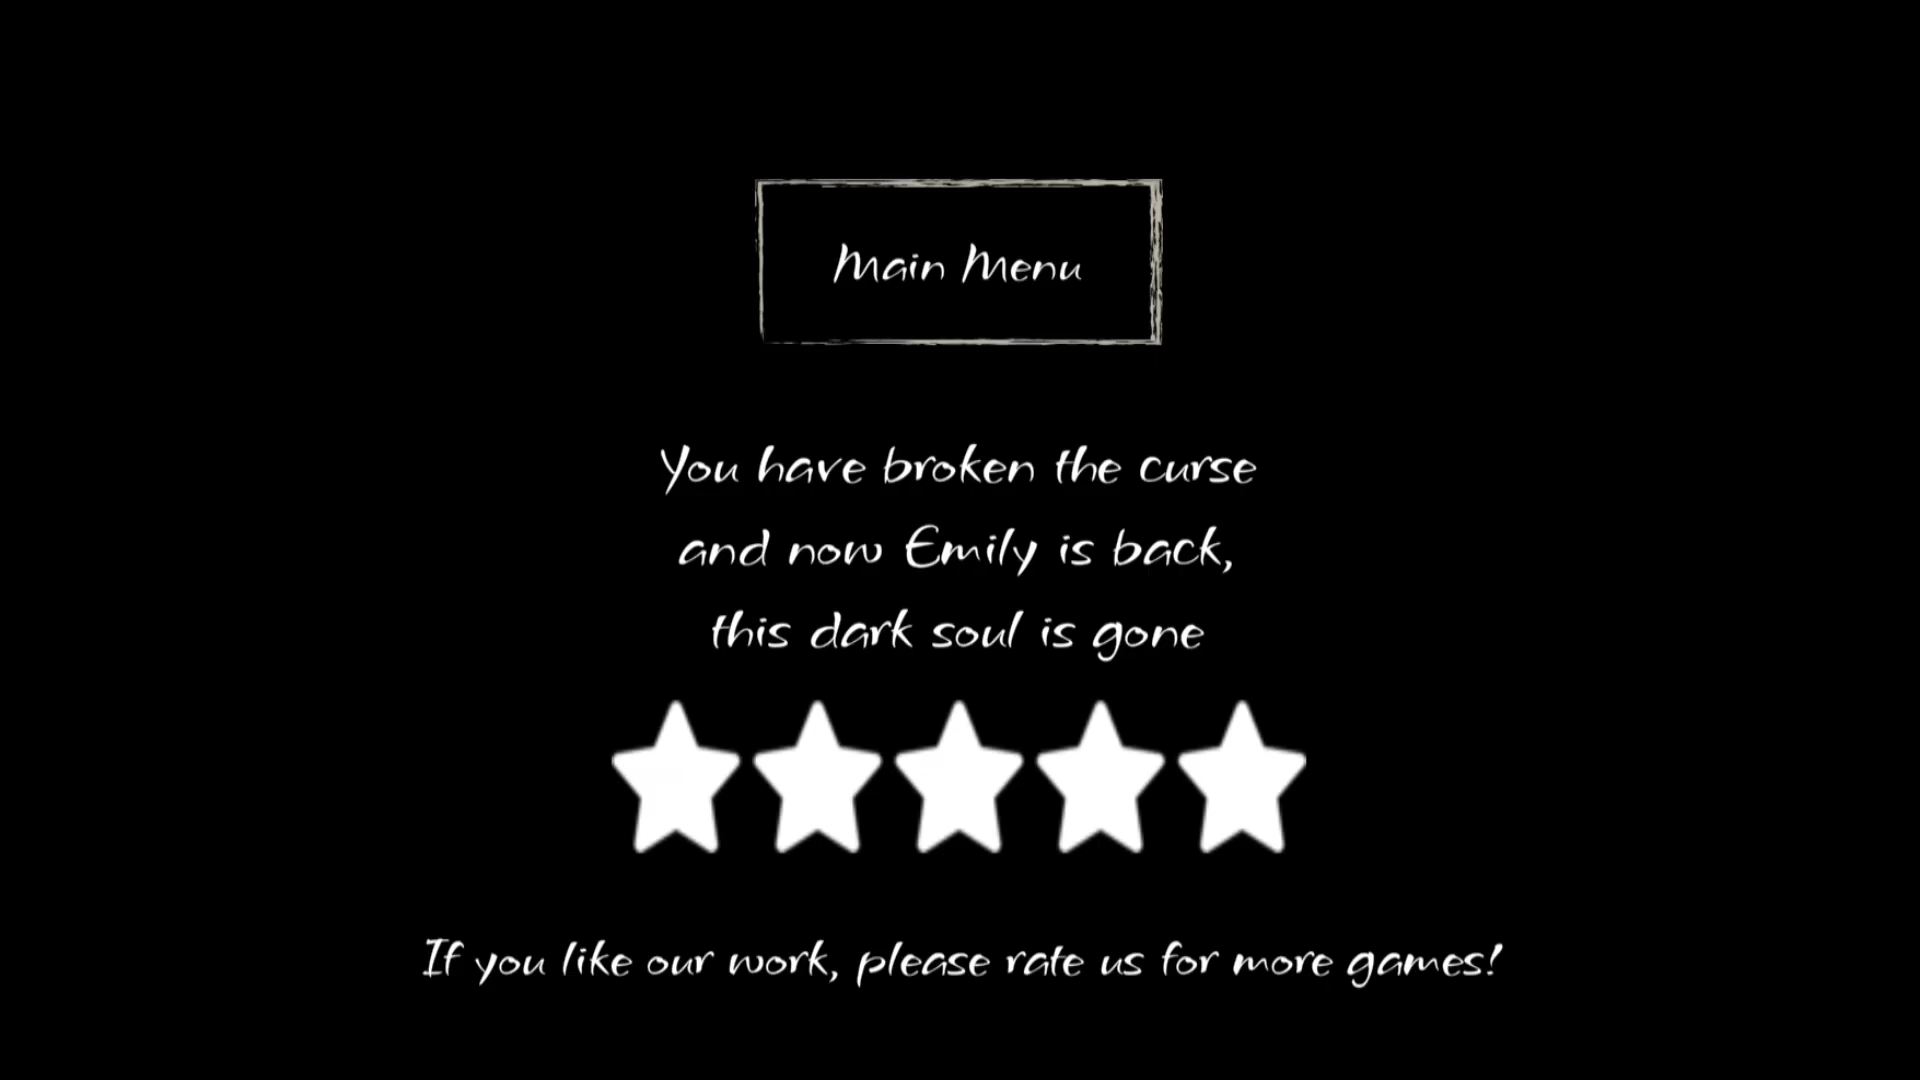 Main Menu
You have broken the curse
and now Emily is back,
this dark soul is gone
If you like our work, please rate us for more games!